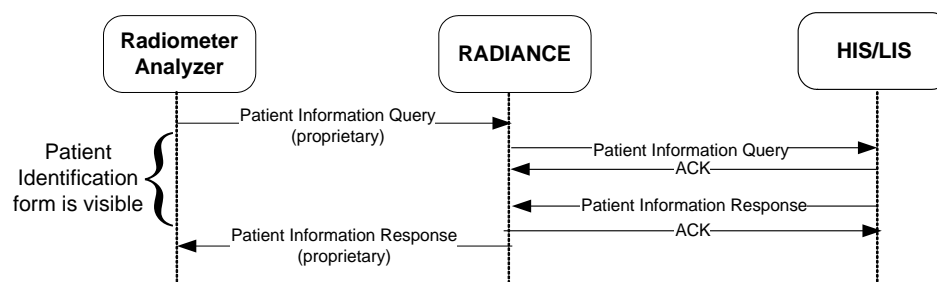 Radiometer
Analyzer
RADIANCE
HIS/LIS
Patient Information Query
(proprietary)
Patient
Identification
form is visible
Patient Information Query
ACK
Patient Information Response
ACK
Patient Information Response
(proprietary)